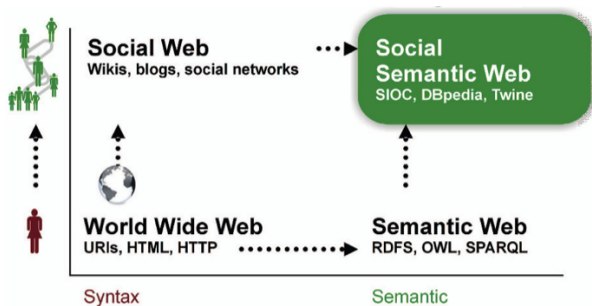 Social Web
Wikis, blogs, social networks
Social
Semantic Web
SIOC, DBpedia, Twine
World Wide Web
URIs, HTML, HTTP
Semantic Web
RDFS, OWL, SPARQL
Syntax
Semantic